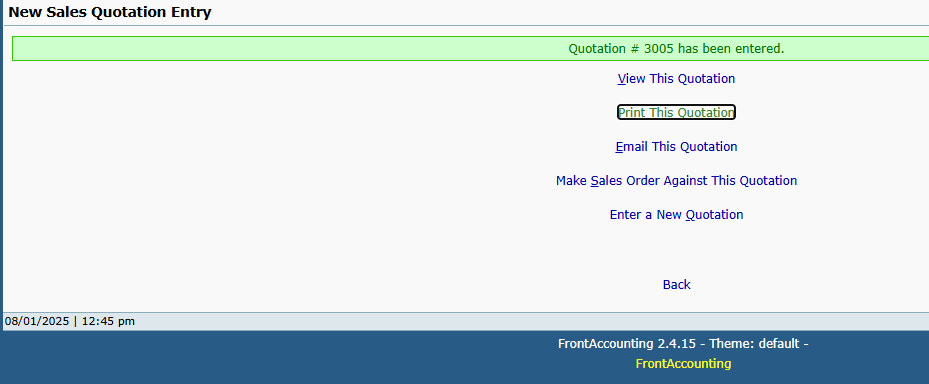 New Sales Quotation Entry
Quotation # 3005 has been entered.
View This Quotation
Print This Quotation
Email This Quotation
Make Sales Order Against This Quotation
Enter a New Quotation
Back
08/01/2025 | 12:45 pm
FrontAccounting 2.4.15 - Theme: default -
FrontAccounting